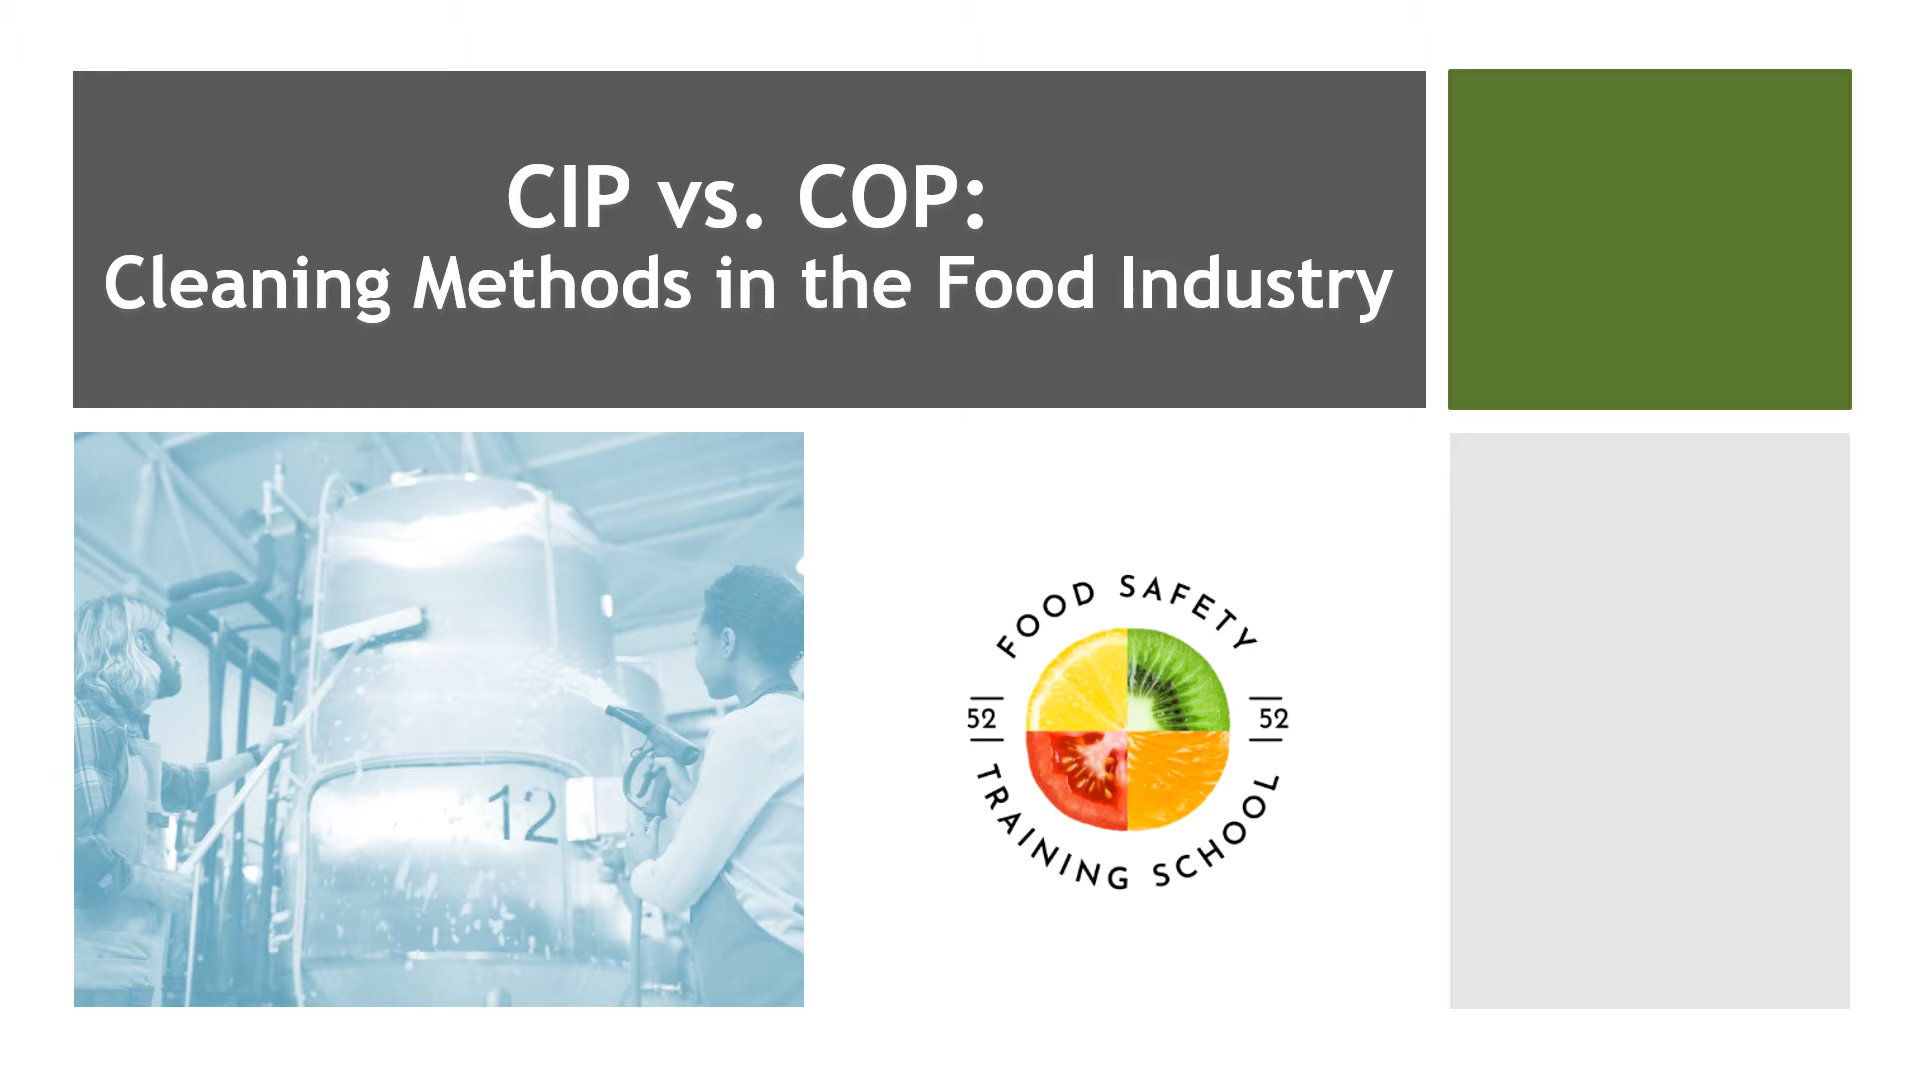 CIP vs. COP:
Cleaning Methods in the Food Industry
12
FOOD SAFETY
52
52
TRAINING SCHOOL